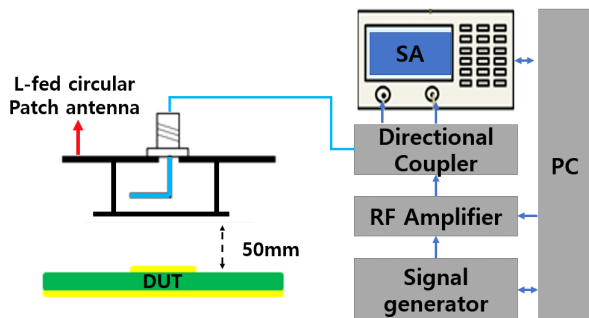 L-fed circular
Patch antenna
50mm
DUT
SA
Directional
Coupler
RF Amplifier
Signal
generator
PC